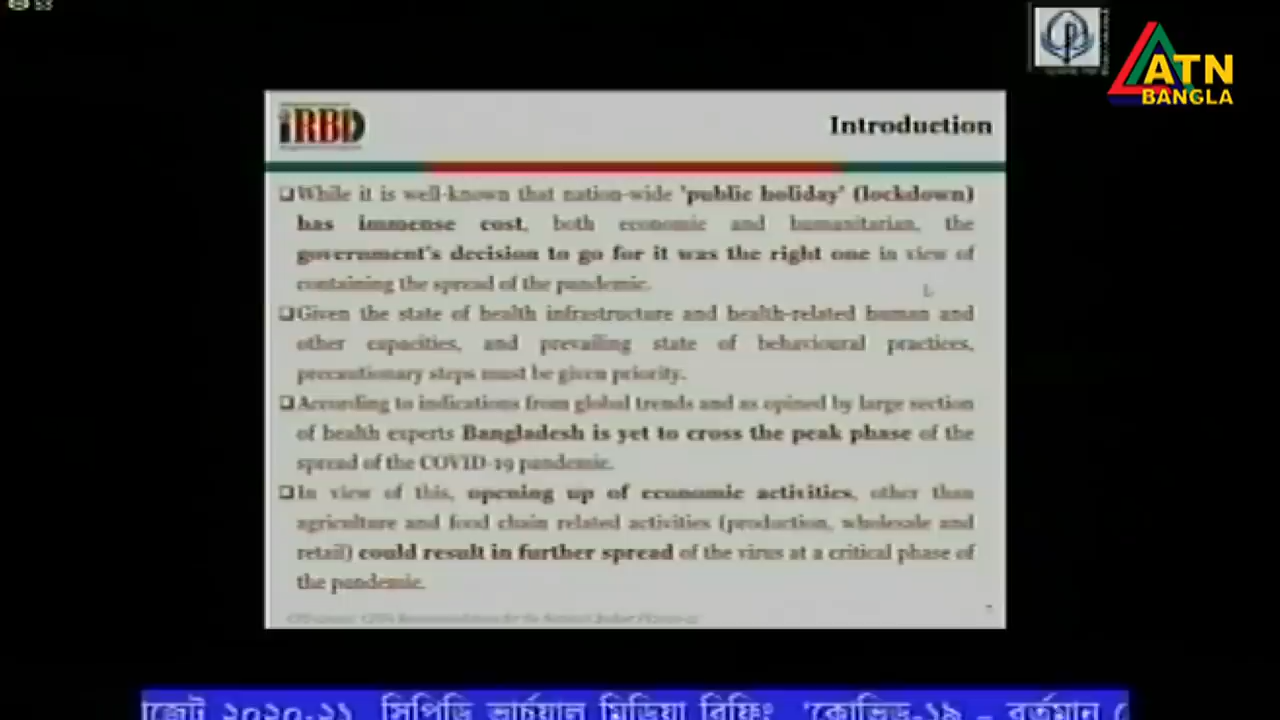 ATN
BANGLA
iRBD
Introduction
❑While it is well-known that nation-wide 'public holiday' (lockdown)
has immense cost, both economic and humanitarian, the
government's decision to go for it was the right one in view of
containing the spread of the pandemic.
❑Given the state of health infrastructure and health-related human and
other capacities, and prevailing state of behavioural practices,
precautionary steps must be given priority.
❑According to indications from global trends and as opined by large section
of health experts Bangladesh is yet to cross the peak phase of the
spread of the COVID-19 pandemic.
❑In view of this, opening up of economic activities, other than
agriculture and food chain related activities (production, wholesale and
retail) could result in further spread of the virus at a critical phase of
the pandemic.
২০২০-২১ সিপিডি ভার্চুয়াল মিডিয়া ব্রিফিং 'কোভিড-১৯ – বর্তমান